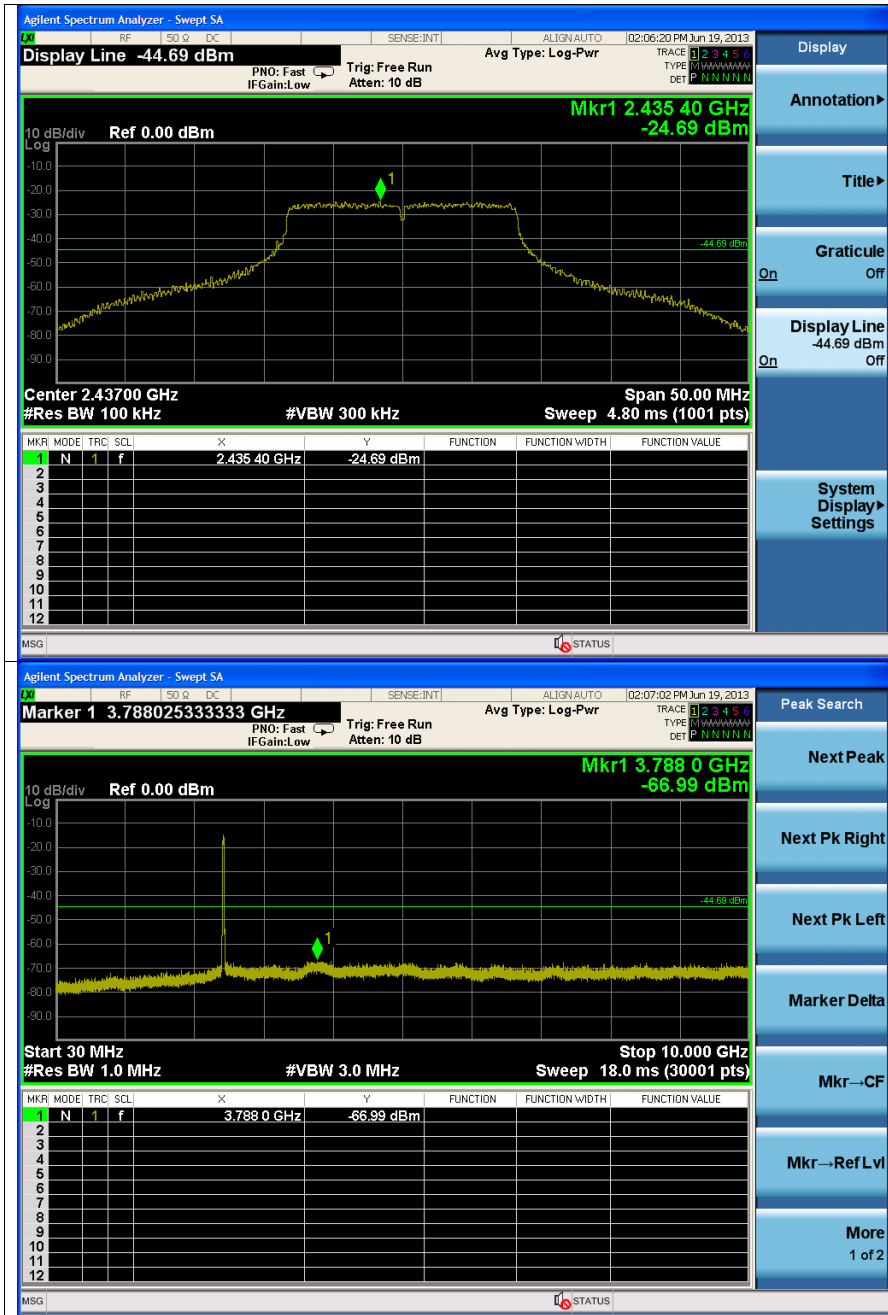 Agilent Spectrum Analyzer - Swept SA
LXI RF 50 Ω DC SENSE:INT ALIGN AUTO 02:06:20 PM Jun 19, 2013
Display Line -44.69 dBm
PNO: Fast
IFGain:Low
Trig: Free Run
Atten: 10 dB
Avg Type: Log-Pwr
TRACE 1 2 3 4 5 6
TYPE M WWWWW
DET P N N N N N
Mkr1 2.435 40 GHz
-24.69 dBm
10 dB/div
Log
Ref 0.00 dBm
-10.0
-20.0
-30.0
-40.0
-50.0
-60.0
-70.0
-80.0
-90.0
1
-44.69 dBm
Center 2.43700 GHz Span 50.00 MHz
#Res BW 100 kHz #VBW 300 kHz Sweep 4.80 ms (1001 pts)
MKR MODE TRC SCL X Y FUNCTION FUNCTION WIDTH FUNCTION VALUE
1 N 1 f 2.435 40 GHz -24.69 dBm
2
3
4
5
6
7
8
9
10
11
12
MSG STATUS
Display
Annotation
Title
Graticule
On Off
Display Line
-44.69 dBm
On Off
System
Display
Settings
Agilent Spectrum Analyzer - Swept SA
LXI RF 50 Ω DC SENSE:INT ALIGN AUTO 02:07:02 PM Jun 19, 2013
Marker 1 3.788025333333 GHz
PNO: Fast
IFGain:Low
Trig: Free Run
Atten: 10 dB
Avg Type: Log-Pwr
TRACE 1 2 3 4 5 6
TYPE M WWWWW
DET P N N N N N
Mkr1 3.788 0 GHz
-66.99 dBm
10 dB/div
Log
Ref 0.00 dBm
-10.0
-20.0
-30.0
-40.0
-50.0
-60.0
-70.0
-80.0
-90.0
1
-44.69 dBm
Start 30 MHz Stop 10.000 GHz
#Res BW 1.0 MHz #VBW 3.0 MHz Sweep 18.0 ms (30001 pts)
MKR MODE TRC SCL X Y FUNCTION FUNCTION WIDTH FUNCTION VALUE
1 N 1 f 3.788 0 GHz -66.99 dBm
2
3
4
5
6
7
8
9
10
11
12
MSG STATUS
Peak Search
Next Peak
Next Pk Right
Next Pk Left
Marker Delta
Mkr→CF
Mkr→Ref Lvl
More
1 of 2